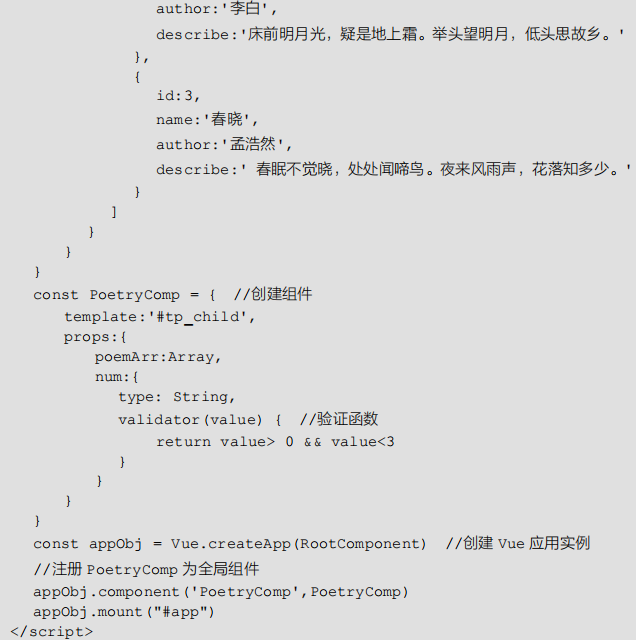 author:'李白',
describe:'床前明月光，疑是地上霜。举头望明月，低头思故乡。'
},
{
id:3,
name:'春晓',
author:'孟浩然',
describe:' 春眠不觉晓，处处闻啼鸟。夜来风雨声，花落知多少。'
}
]
}
}
}
const PoetryComp = { //创建组件
template:'#tp_child',
props:{
poemArr:Array,
num:{
type: String,
validator(value) { //验证函数
return value> 0 && value<3
}
}
}
}
const appObj = Vue.createApp(RootComponent) //创建 Vue 应用实例
//注册 PoetryComp 为全局组件
appObj.component('PoetryComp',PoetryComp)
appObj.mount("#app")
</script>